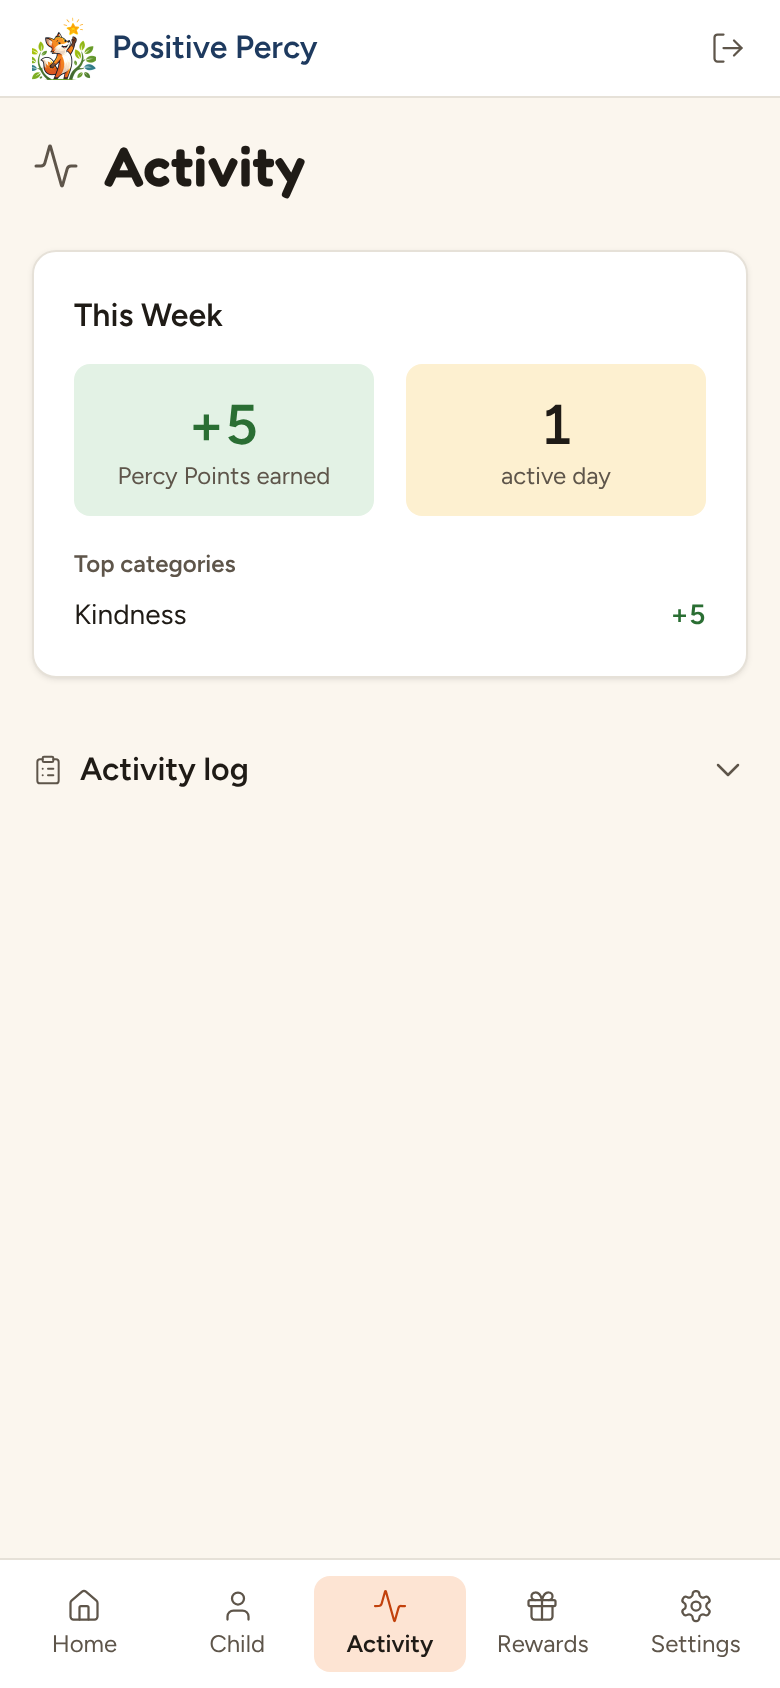 Positive Percy
Activity
This Week
+5
Percy Points earned
1
active day
Top categories
Kindness +5
Activity log
Home
Child
Activity
Rewards
Settings